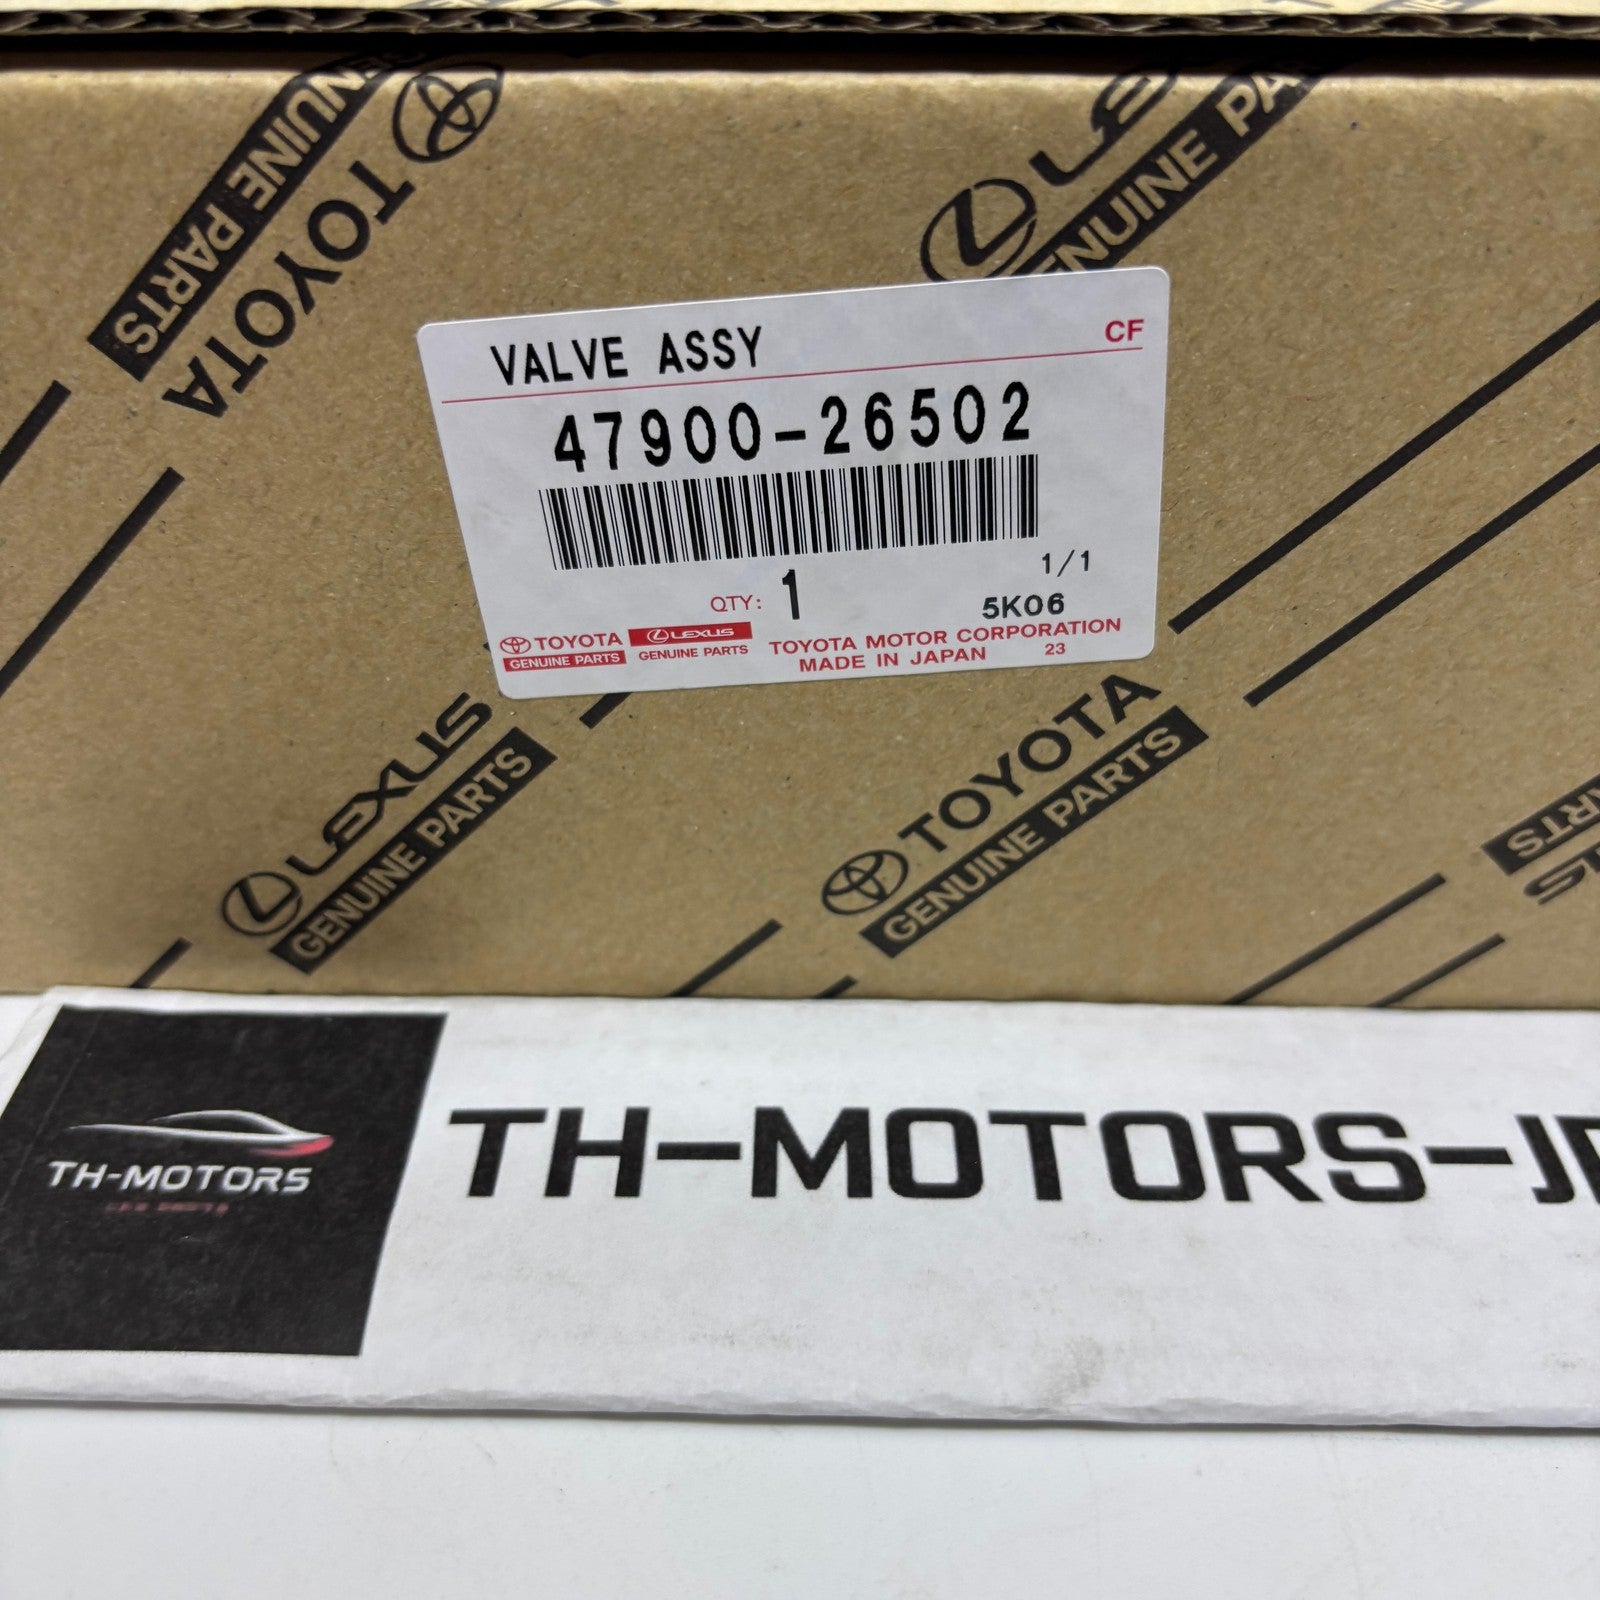 GENUINE PARTS
TOYOTA
LEXUS
GENUINE PARTS
VALVE ASSY
CF
47900-26502
1/1
QTY: 1
5K06
TOYOTA
GENUINE PARTS
LEXUS
GENUINE PARTS
TOYOTA MOTOR CORPORATION
MADE IN JAPAN 23
LEXUS
GENUINE PARTS
TOYOTA
GENUINE PARTS
TH-MOTORS
TH-MOTORS-J